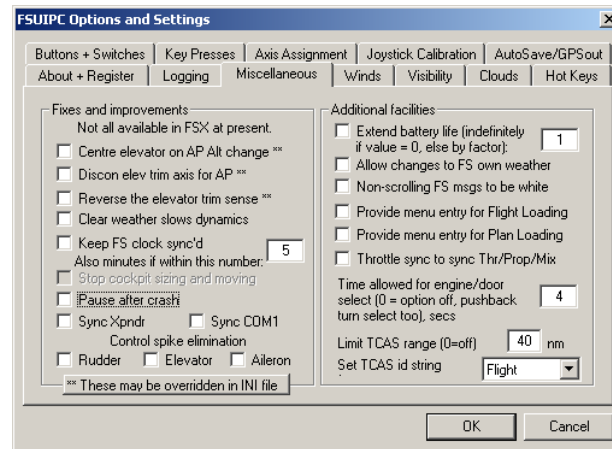 FSUIPC Options and Settings
Buttons + Switches
Key Presses
Axis Assignment
Joystick Calibration
AutoSave/GPSout
About + Register
Logging
Miscellaneous
Winds
Visibility
Clouds
Hot Keys
Fixes and improvements
Not all available in FSX at present.
Centre elevator on AP Alt change **
Discon elev trim axis for AP **
Reverse the elevator trim sense **
Clear weather slows dynamics
Keep FS clock sync'd
Also minutes if within this number:
5
Stop cockpit sizing and moving
Pause after crash
Sync Xpndr
Sync COM1
Control spike elimination
Rudder
Elevator
Aileron
** These may be overridden in INI file
Additional facilities
Extend battery life (indefinitely
if value = 0, else by factor):
1
Allow changes to FS own weather
Non-scrolling FS msgs to be white
Provide menu entry for Flight Loading
Provide menu entry for Plan Loading
Throttle sync to sync Thr/Prop/Mix
Time allowed for engine/door
select (0 = option off, pushback
turn select too), secs
4
Limit TCAS range (0=off)
40 nm
Set TCAS id string
Flight
OK
Cancel